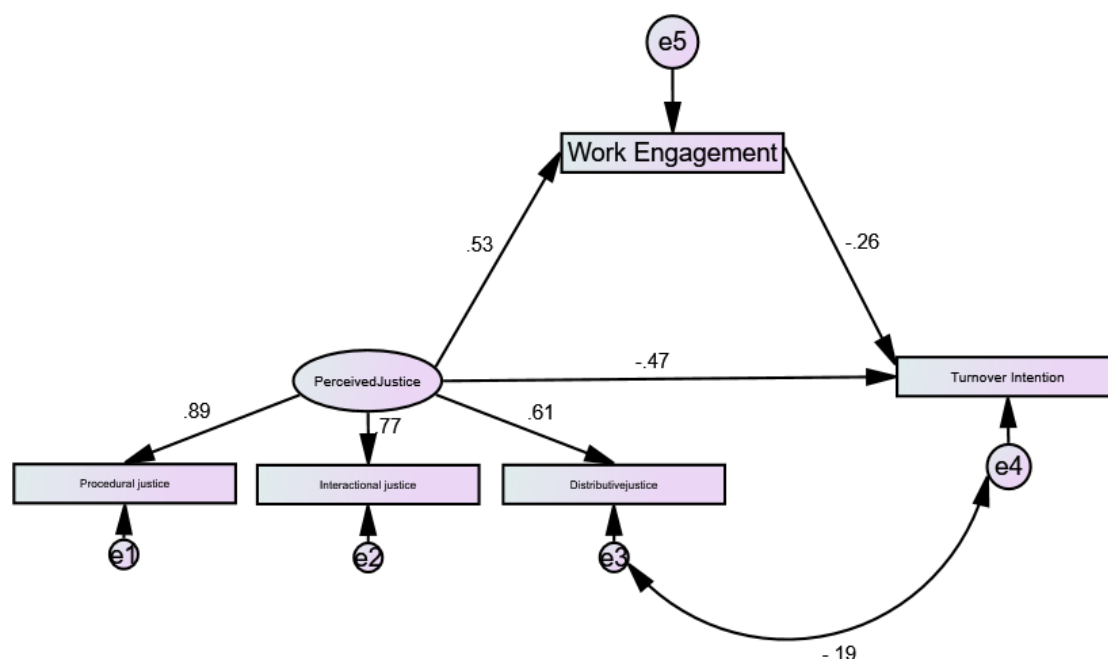 e5
Work Engagement
.53
-.26
PerceivedJustice
-.47
Turnover Intention
.89
.77
.61
Procedural justice
Interactional justice
Distributivejustice
e4
e1
e2
e3
-.19